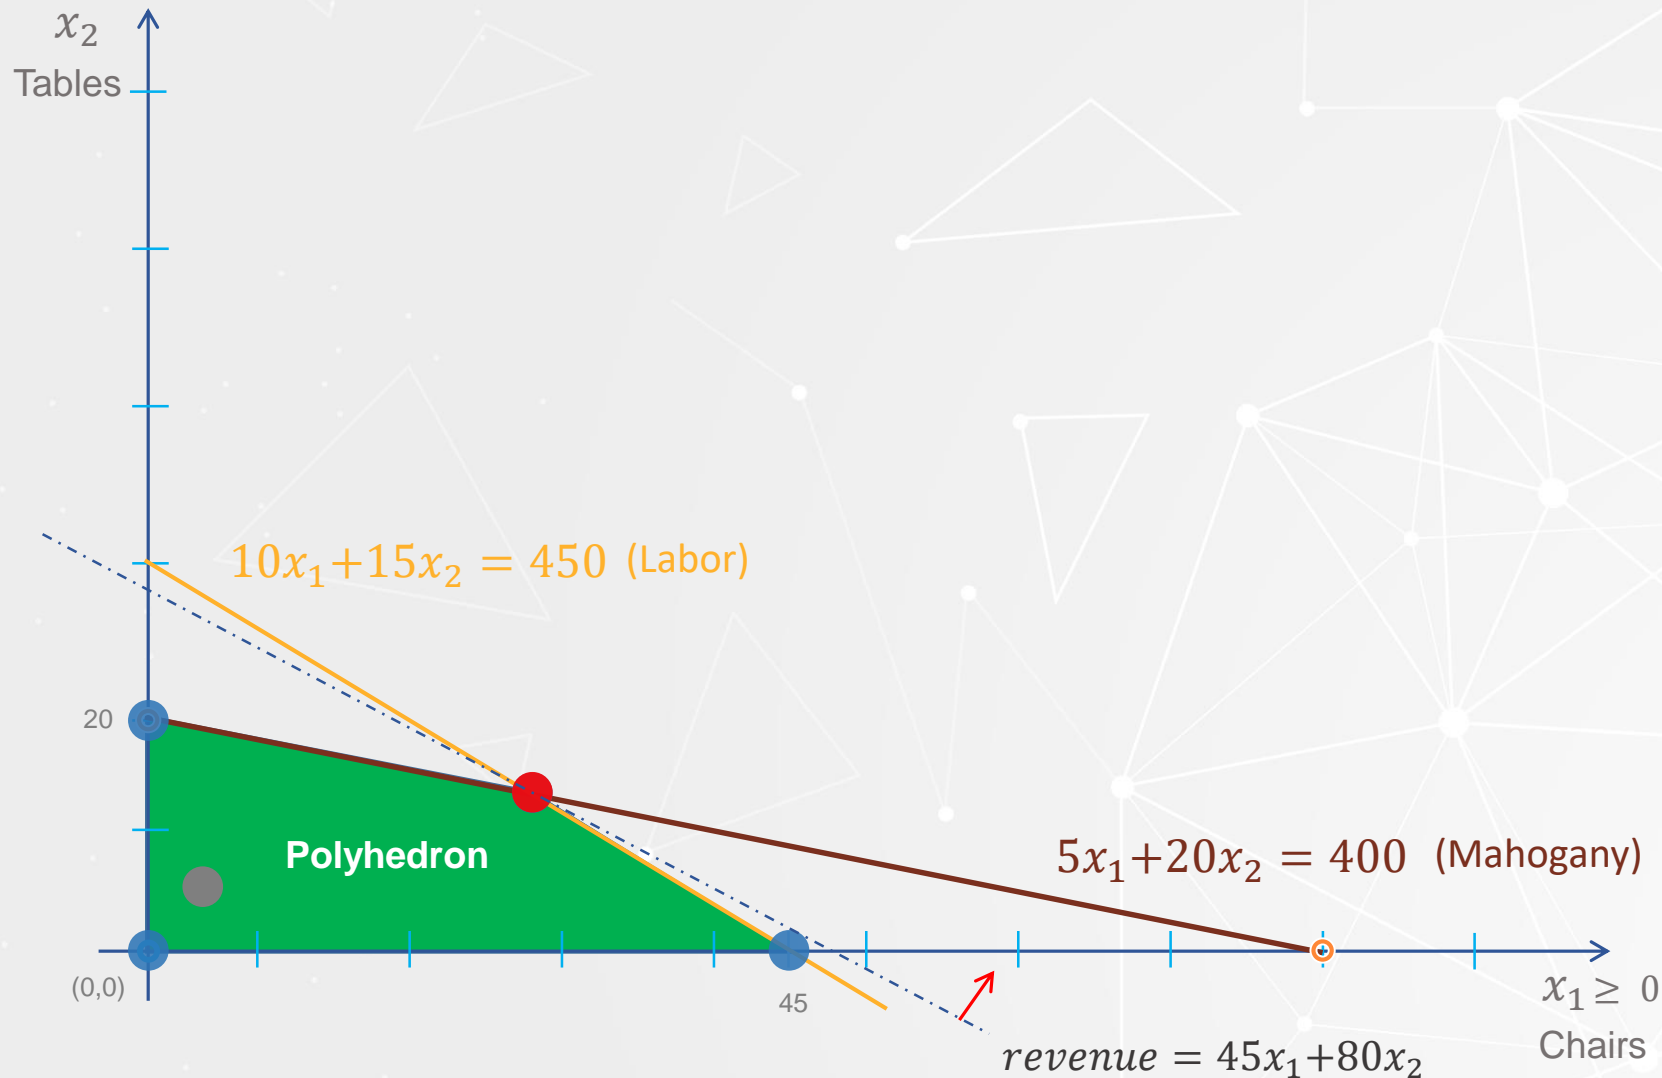 x₂
Tables
10x₁+15x₂ = 450 (Labor)
20
Polyhedron
5x₁+20x₂ = 400 (Mahogany)
(0,0)
45
x₁ ≥ 0
Chairs
revenue = 45x₁+80x₂